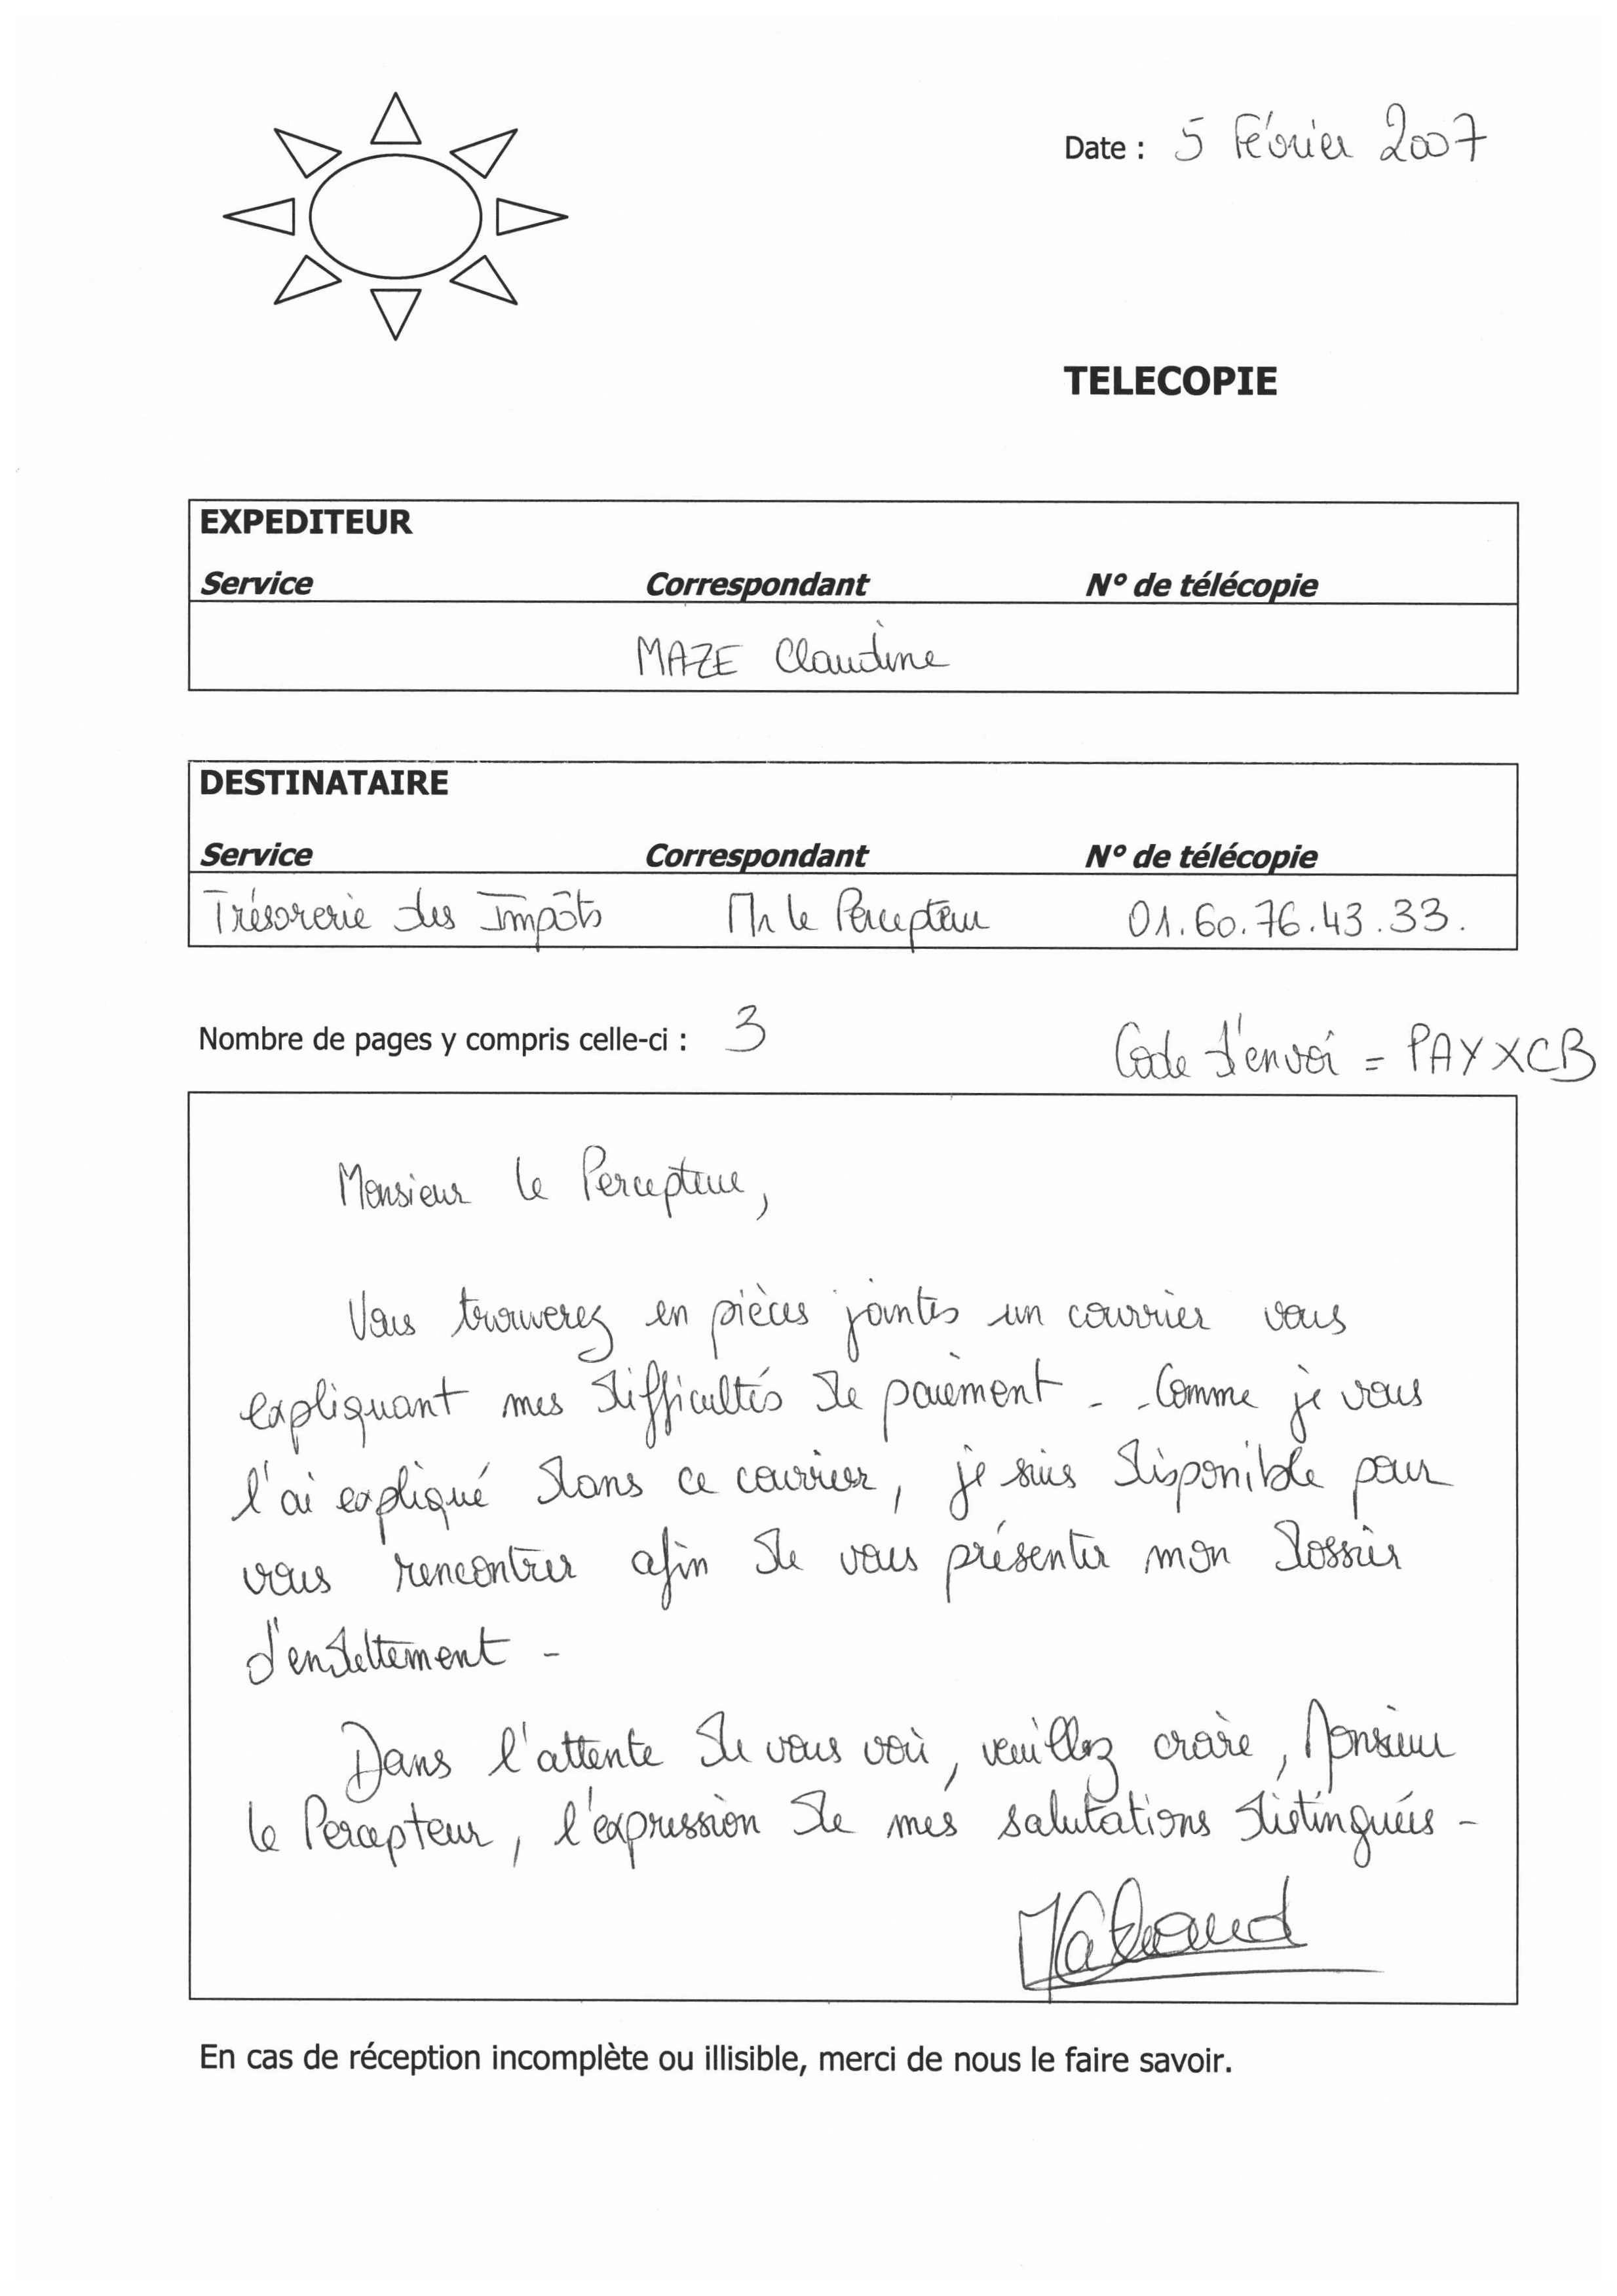 Date : 5 Février 2007
TELECOPIE
EXPEDITEUR
Service Correspondant N° de télécopie
MAZE Claudine
DESTINATAIRE
Service Correspondant N° de télécopie
Trésorerie des Impôts Mr le Percepteur 01.60.76.43.33.
Nombre de pages y compris celle-ci : 3
Code d'envoi = PAYXCB
Monsieur le Percepteur,
Vous trouverez en pièces jointes un courrier vous
expliquant mes difficultés de paiement - Comme je vous
l'ai expliqué dans ce courrier, je suis disponible pour
vous rencontrer afin de vous présenter mon dossier
d'endettement -
Dans l'attente de vous voir, veuillez croire, Monsieur
le Percepteur, l'expression de mes salutations distinguées -
En cas de réception incomplète ou illisible, merci de nous le faire savoir.